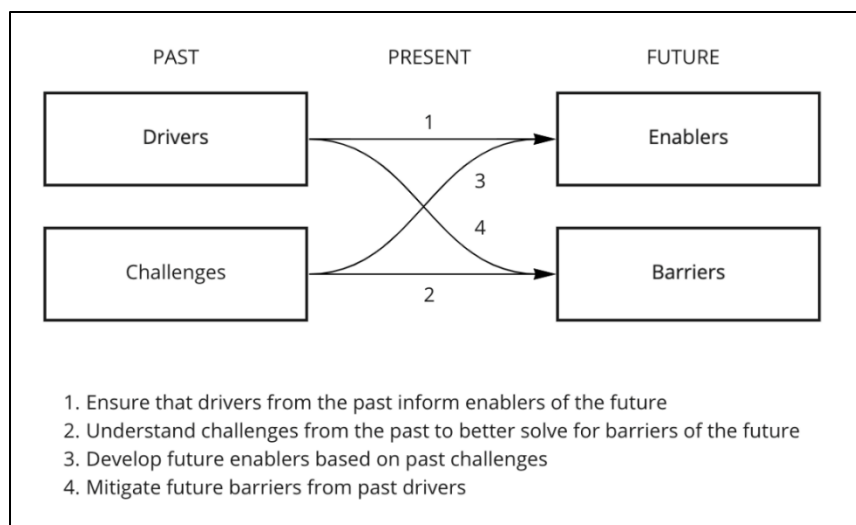 PAST PRESENT FUTURE
Drivers 1 Enablers
3
4
Challenges 2 Barriers
1. Ensure that drivers from the past inform enablers of the future
2. Understand challenges from the past to better solve for barriers of the future
3. Develop future enablers based on past challenges
4. Mitigate future barriers from past drivers